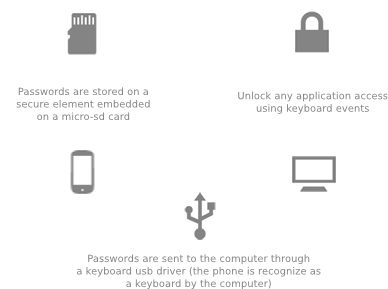 Passwords are stored on a
secure element embedded
on a micro-sd card
Unlock any application access
using keyboard events
Passwords are sent to the computer through
a keyboard usb driver (the phone is recognize as
a keyboard by the computer)